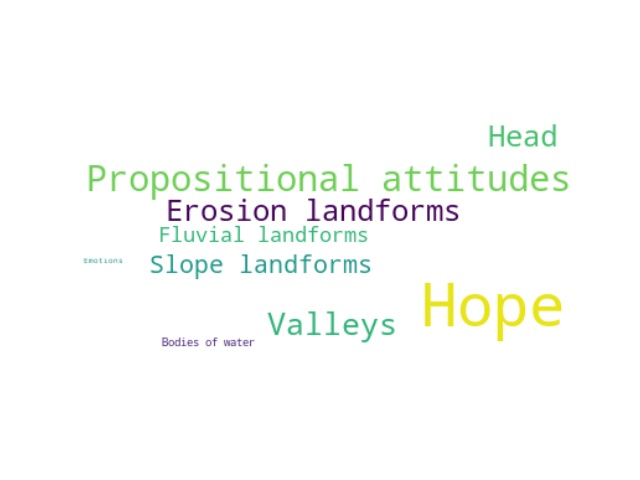 Head
Propositional attitudes
Erosion landforms
Fluvial landforms
Emotions
Slope landforms
Hope
Valleys
Bodies of water